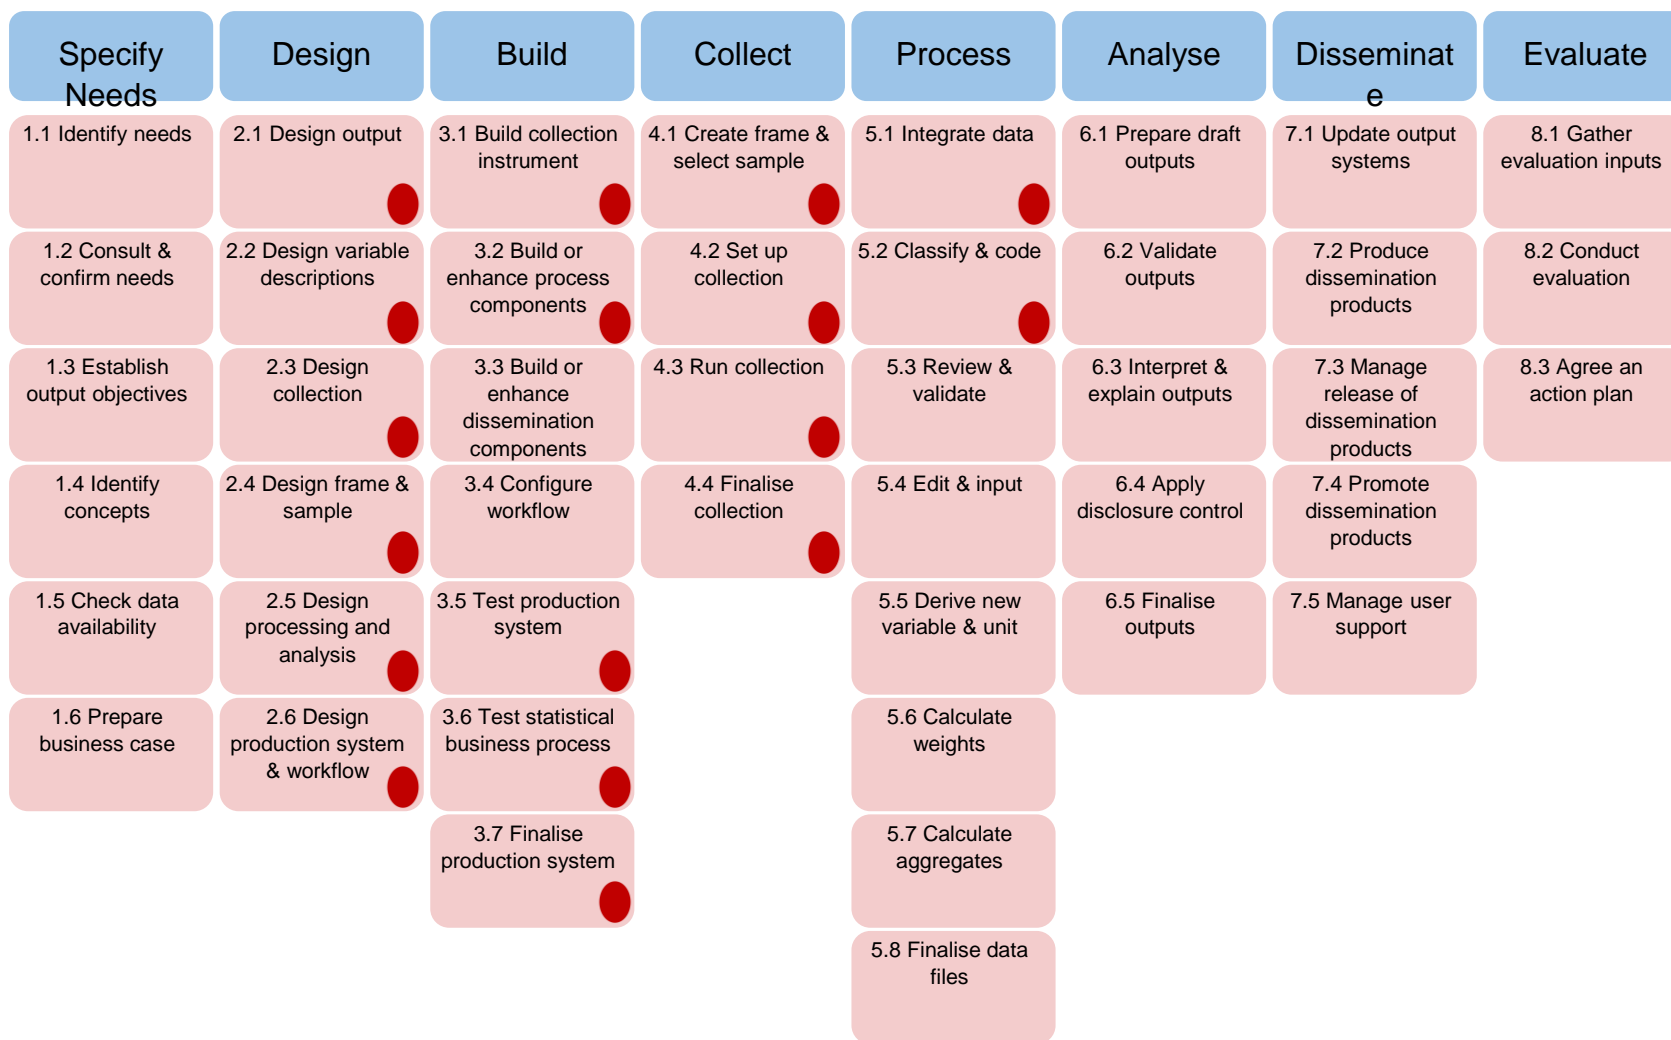 Specify
Needs
Design
Build
Collect
Process
Analyse
Disseminat
e
Evaluate
1.1 Identify needs
1.2 Consult &
confirm needs
1.3 Establish
output objectives
1.4 Identify
concepts
1.5 Check data
availability
1.6 Prepare
business case
2.1 Design output
2.2 Design variable
descriptions
2.3 Design
collection
2.4 Design frame &
sample
2.5 Design
processing and
analysis
2.6 Design
production system
& workflow
3.1 Build collection
instrument
3.2 Build or
enhance process
components
3.3 Build or
enhance
dissemination
components
3.4 Configure
workflow
3.5 Test production
system
3.6 Test statistical
business process
3.7 Finalise
production system
4.1 Create frame &
select sample
4.2 Set up
collection
4.3 Run collection
4.4 Finalise
collection
5.1 Integrate data
5.2 Classify & code
5.3 Review &
validate
5.4 Edit & input
5.5 Derive new
variable & unit
5.6 Calculate
weights
5.7 Calculate
aggregates
5.8 Finalise data
files
6.1 Prepare draft
outputs
6.2 Validate
outputs
6.3 Interpret &
explain outputs
6.4 Apply
disclosure control
6.5 Finalise
outputs
7.1 Update output
systems
7.2 Produce
dissemination
products
7.3 Manage
release of
dissemination
products
7.4 Promote
dissemination
products
7.5 Manage user
support
8.1 Gather
evaluation inputs
8.2 Conduct
evaluation
8.3 Agree an
action plan